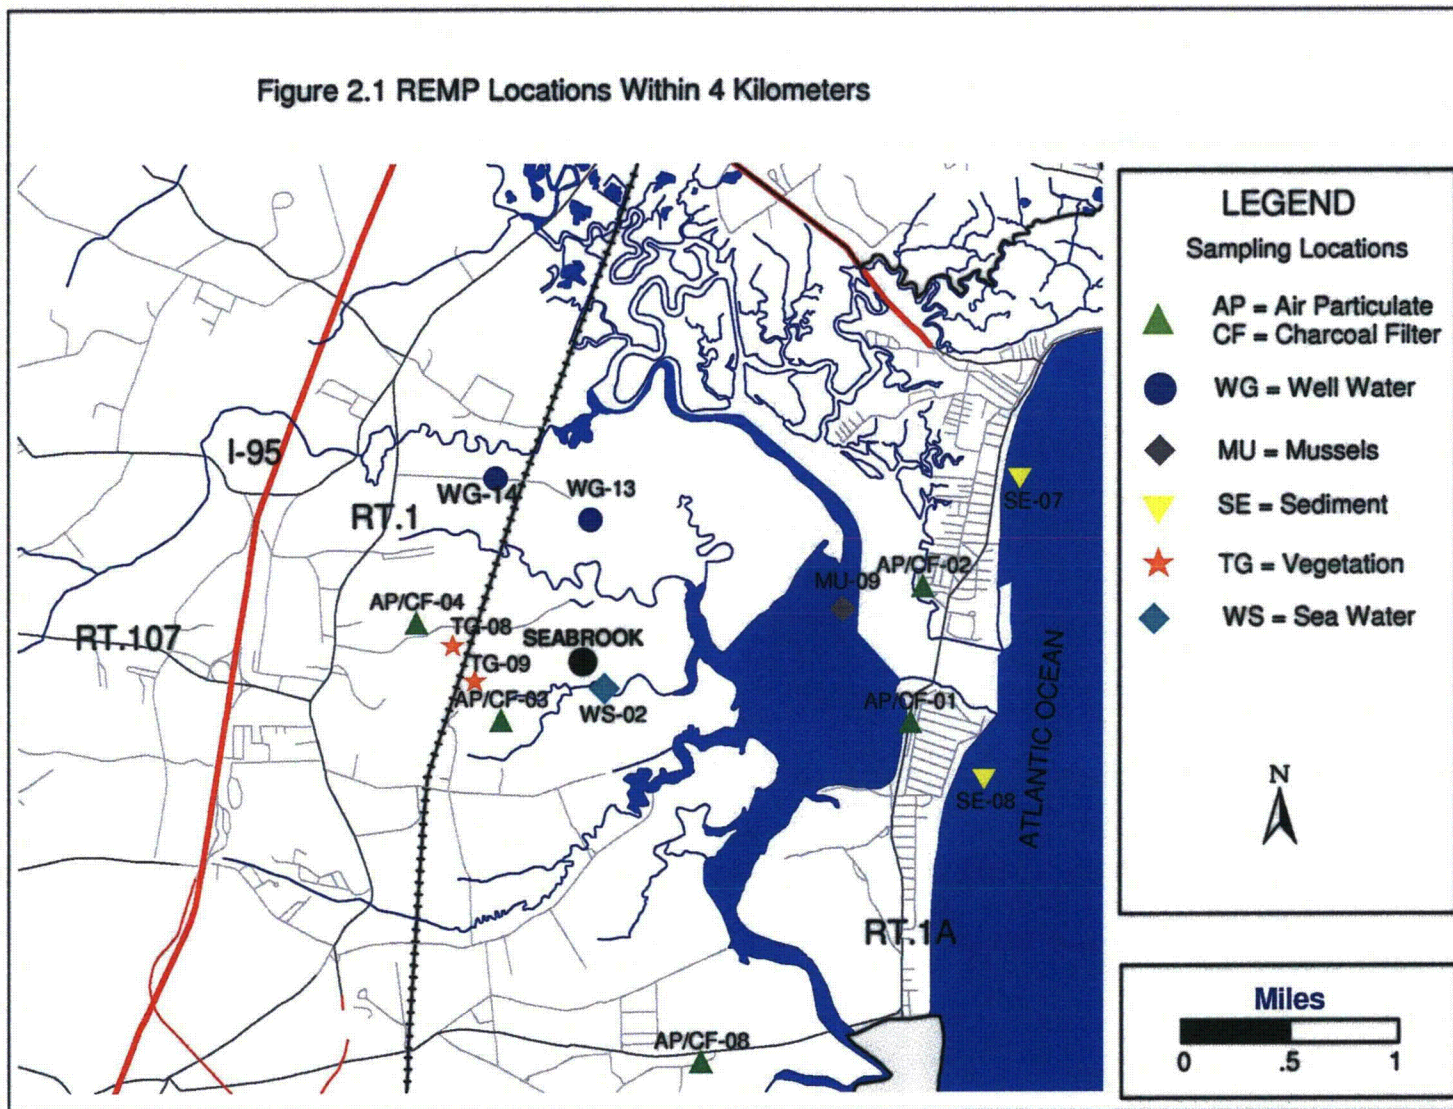 Figure 2.1 REMP Locations Within 4 Kilometers
LEGEND
Sampling Locations
AP = Air Particulate
CF = Charcoal Filter
WG = Well Water
MU = Mussels
SE = Sediment
TG = Vegetation
WS = Sea Water
N
Miles
0 .5 1
I-95
WG-14
WG-13
RT.1
SE-07
MU-09
AP/CF-02
AP/CF-04
TG-08
RT.107
SEABROOK
TG-09
AP/CF-03
WS-02
AP/CF-01
SE-08
ATLANTIC OCEAN
RT.1A
AP/CF-08